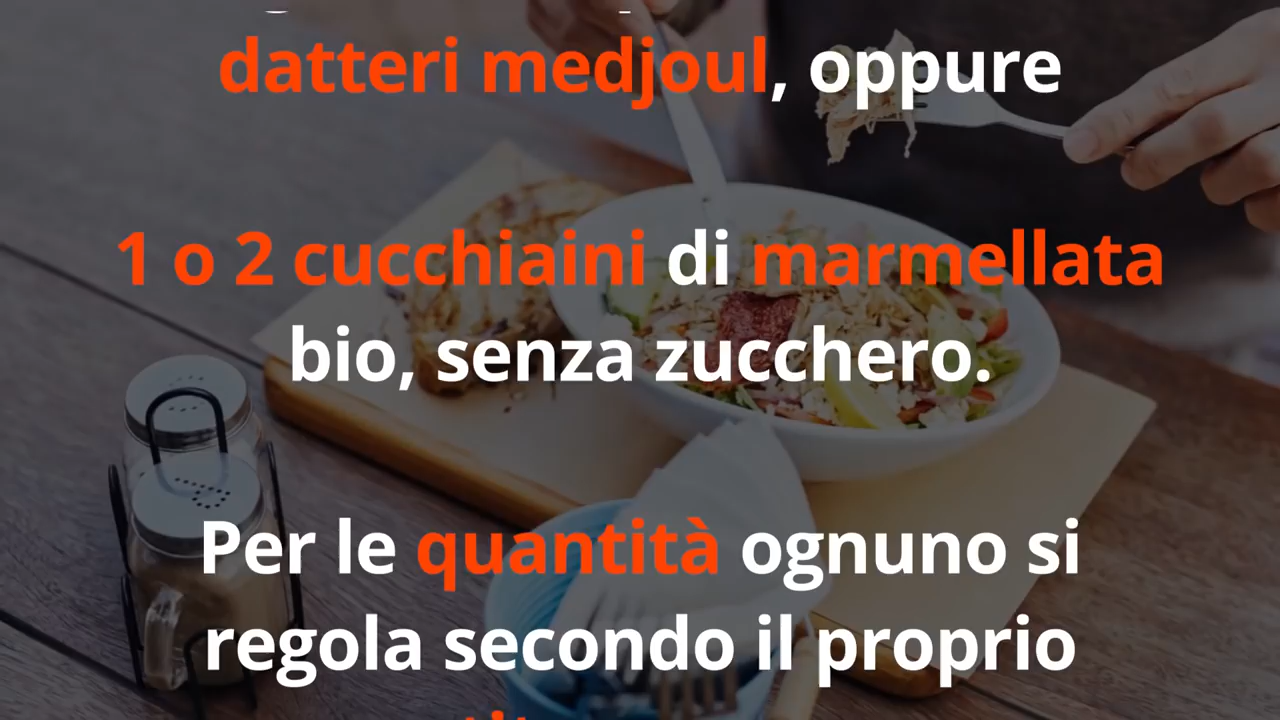 datteri medjoul, oppure
1 o 2 cucchiaini di marmellata
bio, senza zucchero.
Per le quantità ognuno si
regola secondo il proprio